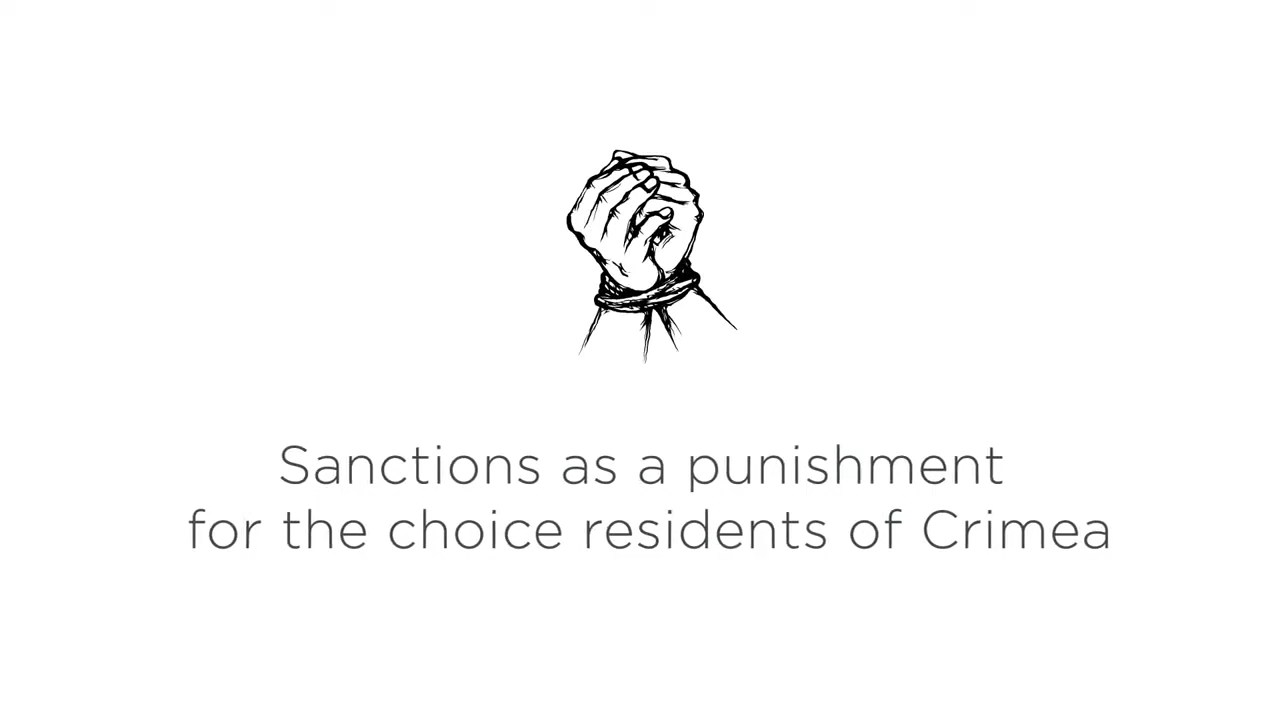 Sanctions as a punishment
for the choice residents of Crimea